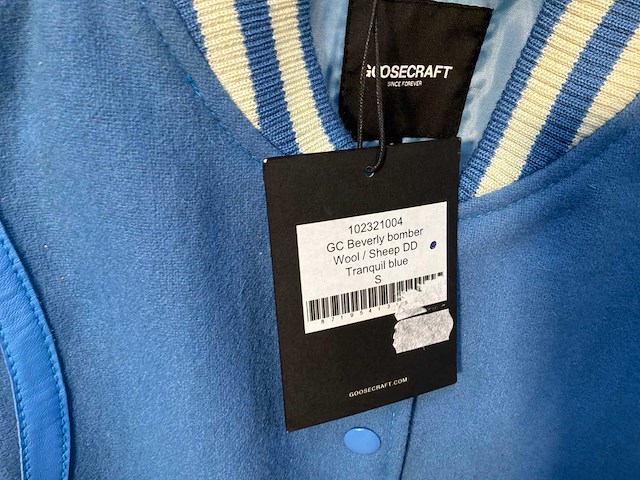 GOOSECRAFT
SINCE FOREVER
102321004
GC Beverly bomber
Wool / Sheep DD
Tranquil blue
S
GOOSECRAFT.COM